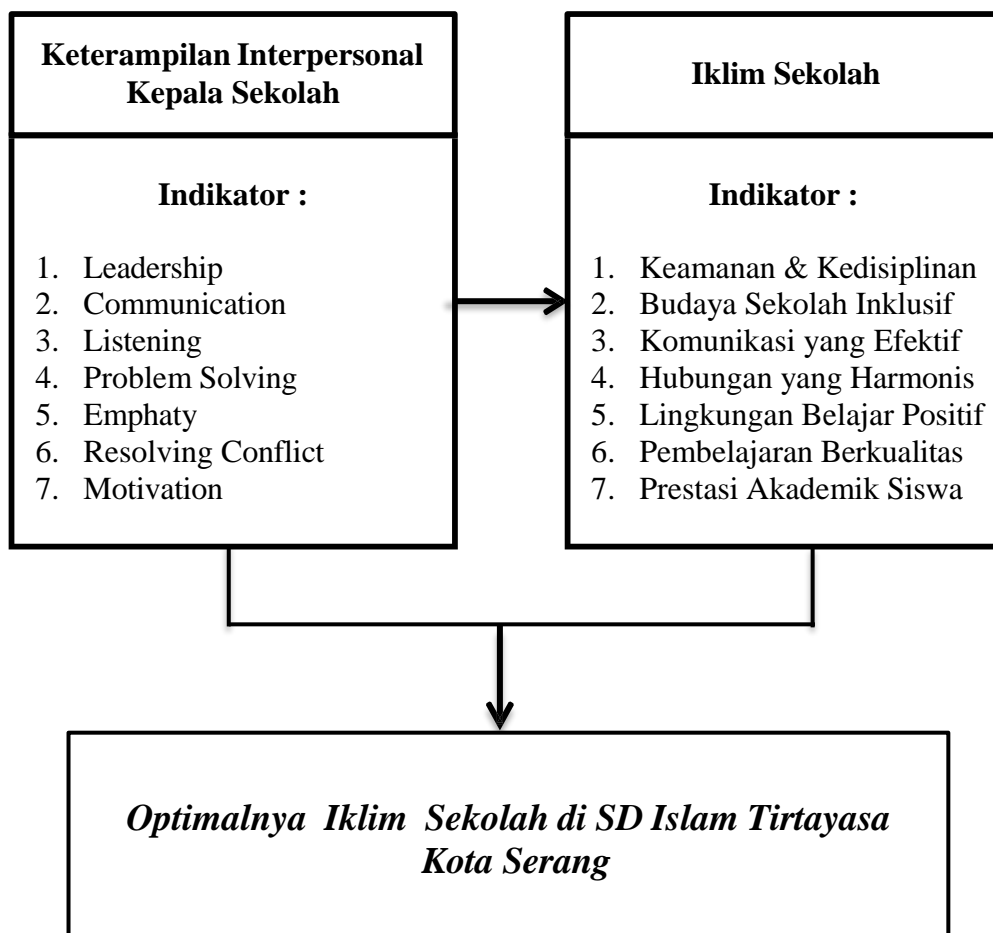 Keterampilan Interpersonal
Kepala Sekolah
Indikator :
1. Leadership
2. Communication
3. Listening
4. Problem Solving
5. Emphaty
6. Resolving Conflict
7. Motivation
Iklim Sekolah
Indikator :
1. Keamanan & Kedisiplinan
2. Budaya Sekolah Inklusif
3. Komunikasi yang Efektif
4. Hubungan yang Harmonis
5. Lingkungan Belajar Positif
6. Pembelajaran Berkualitas
7. Prestasi Akademik Siswa
Optimalnya Iklim Sekolah di SD Islam Tirtayasa
Kota Serang